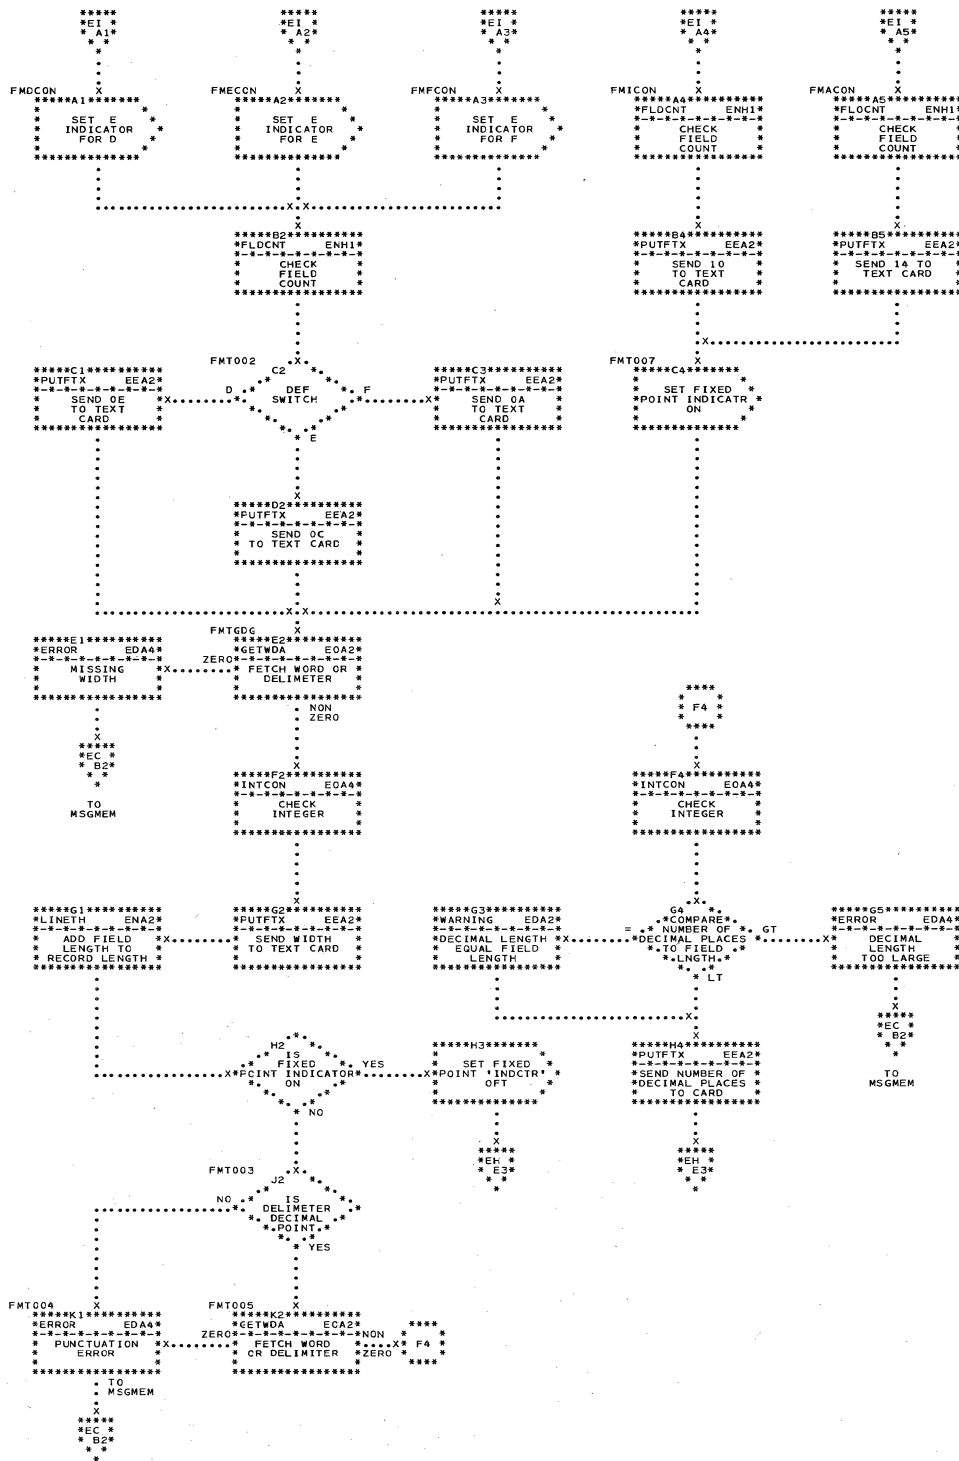 EI A1
EI A2
EI A3
EI A4
EI A5
FMDCON A1
SET E
INDICATOR
FOR D
FMECON A2
SET E
INDICATOR
FOR E
FMFCON A3
SET E
INDICATOR
FOR F
FMICON A4
FLDCNT ENH1
CHECK
FIELD
COUNT
FMACON A5
FLOCNT ENH1
CHECK
FIELD
COUNT
B2
FLDCNT ENH1
CHECK
FIELD
COUNT
B4
PUTFTX EEA2
SEND 10
TO TEXT
CARD
B5
PUTFTX EEA2
SEND 14 TO
TEXT CARD
C1
PUTFTX EEA2
SEND 0E
TO TEXT
CARD
FMT002
C2
D DEF F
SWITCH
E
C3
PUTFTX EEA2
SEND 0A
TO TEXT
CARD
FMT007
C4
SET FIXED
POINT INDICATR
ON
D2
PUTFTX EEA2
SEND 0C
TO TEXT CARD
E1
ERROR EDA4
MISSING
WIDTH
FMTGDG
E2
GETWDA EOA2
ZERO
FETCH WORD OR
DELIMETER
NON
ZERO
F4
EC
B2
TO
MSGMEM
F2
INTCON EOA4
CHECK
INTEGER
F4
INTCON EOA4
CHECK
INTEGER
G1
LINETH ENA2
ADD FIELD
LENGTH TO
RECORD LENGTH
G2
PUTFTX EEA2
SEND WIDTH
TO TEXT CARD
G3
WARNING EDA2
DECIMAL LENGTH
EQUAL FIELD
LENGTH
G4
COMPARE
= NUMBER OF GT
DECIMAL PLACES
TO FIELD
LNGTH.
LT
G5
ERROR EDA4
DECIMAL
LENGTH
TOO LARGE
EC
B2
TO
MSGMEM
H2
IS
FIXED YES
PCINT INDICATOR
ON
NO
H3
SET FIXED
POINT 'INDCTR'
OFT
H4
PUTFTX EEA2
SEND NUMBER OF
DECIMAL PLACES
TO CARD
EH
E3
EH
E3
FMT003
J2
NO IS
DELIMETER
DECIMAL
POINT.
YES
FMT004
K1
ERROR EDA4
PUNCTUATION
ERROR
FMT005
K2
GETWDA ECA2
ZERO
FETCH WORD
CR DELIMITER
NON
ZERO
F4
TO
MSGMEM
EC
B2